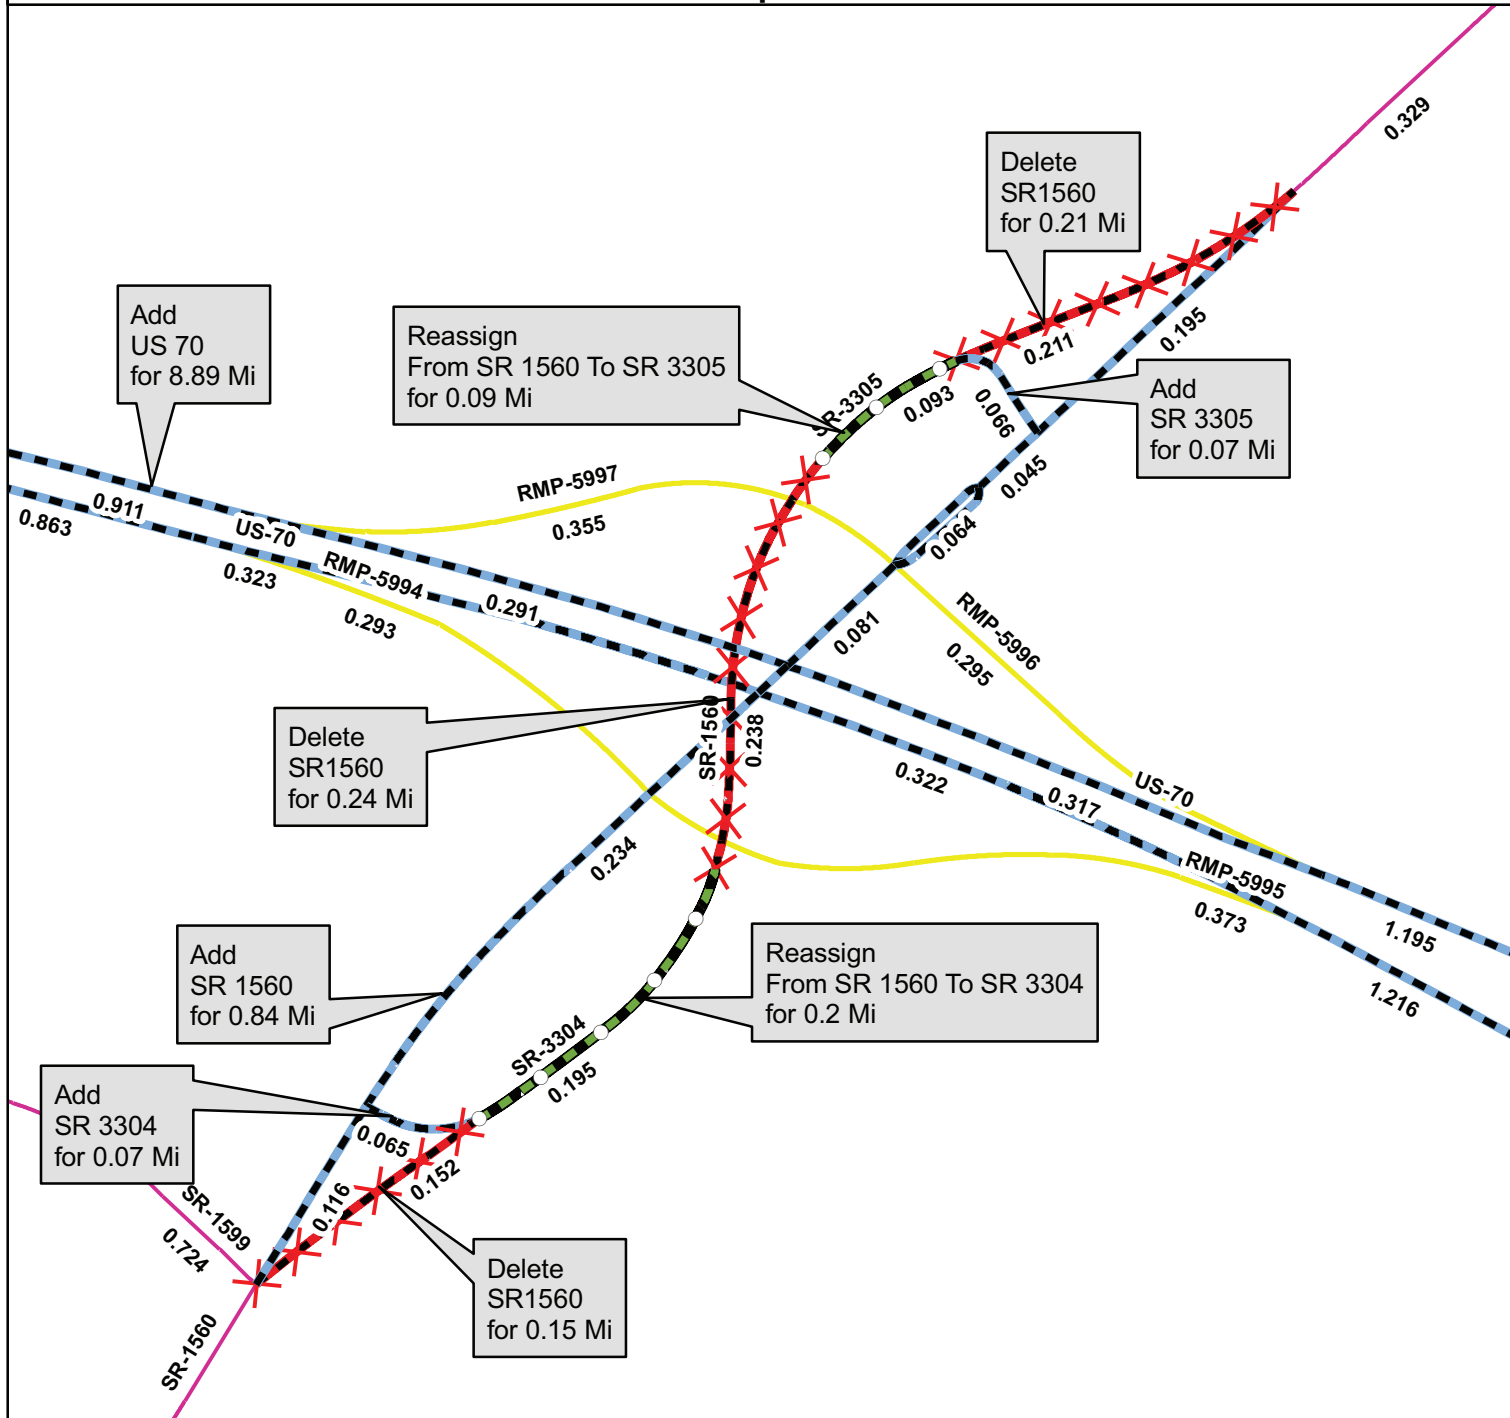 0.329
Delete
SR1560
for 0.21 Mi
Add
US 70
for 8.89 Mi
Reassign
From SR 1560 To SR 3305
for 0.09 Mi
0.195
0.211
Add
SR 3305
for 0.07 Mi
SR-3305
0.093
0.066
0.045
0.064
RMP-5997
0.355
0.911
0.863
US-70
RMP-5994
0.323
0.291
0.293
0.081
RMP-5996
0.295
Delete
SR1560
for 0.24 Mi
SR-1560
0.238
0.322
0.317
US-70
RMP-5995
0.373
1.195
1.216
0.234
Add
SR 1560
for 0.84 Mi
Reassign
From SR 1560 To SR 3304
for 0.2 Mi
SR-3304
0.195
Add
SR 3304
for 0.07 Mi
0.065
0.152
0.116
SR-1599
0.724
Delete
SR1560
for 0.15 Mi
SR-1560